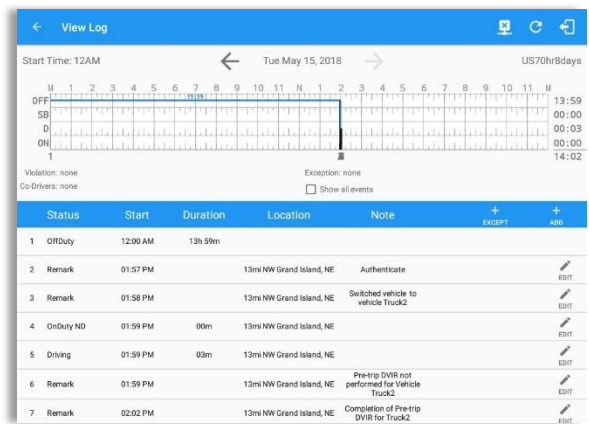 View Log
Start Time: 12AM
Tue May 15, 2018
US70hr8days
M 1 2 3 4 5 6 7 8 9 10 11 N 1 2 3 4 5 6 7 8 9 10 11 M
OFF 13:59
SB 00:00
D 00:03
ON 00:00
1 14:02
Violation: none
Exception: none
Co-Drivers: none
Show all events
Status Start Duration Location Note + EXCEPT + ADD
1 OffDuty 12:00 AM 13h 59m
2 Remark 01:57 PM 13mi NW Grand Island, NE Authenticate EDIT
3 Remark 01:58 PM 13mi NW Grand Island, NE Switched vehicle to
vehicle Truck2 EDIT
4 OnDuty ND 01:59 PM 00m 13mi NW Grand Island, NE EDIT
5 Driving 01:59 PM 03m 13mi NW Grand Island, NE EDIT
6 Remark 01:59 PM 13mi NW Grand Island, NE Pre-trip DVIR not
performed for Vehicle
Truck2 EDIT
7 Remark 02:02 PM 13mi NW Grand Island, NE Completion of Pre-trip
DVIR for Truck2 EDIT